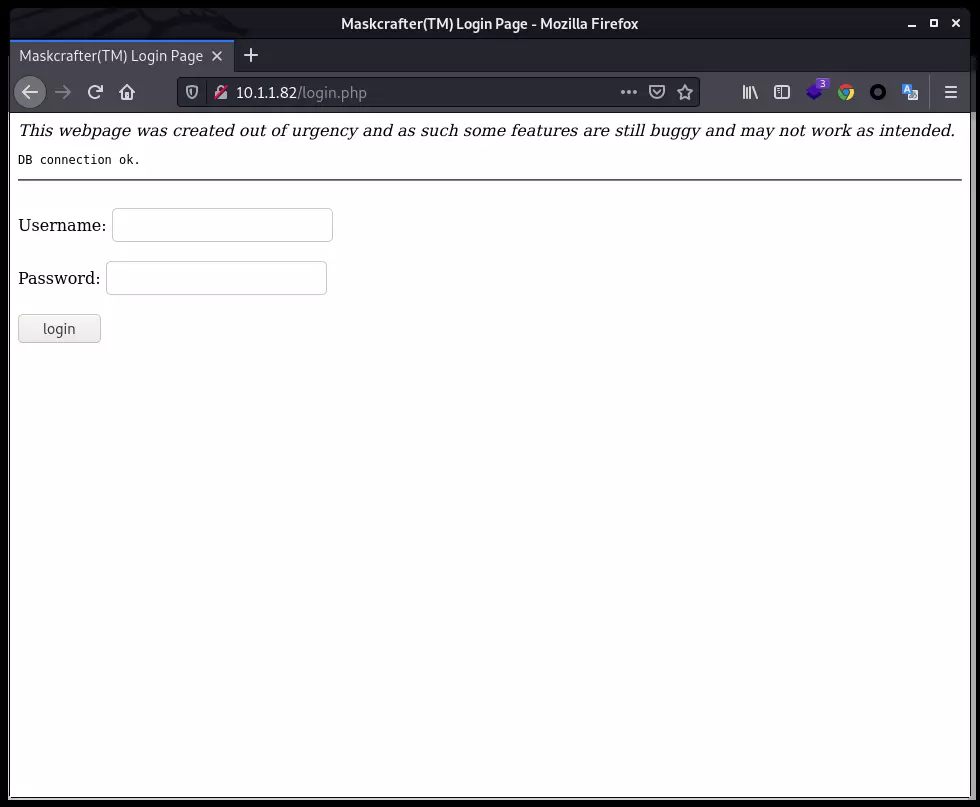 Maskcrafter(TM) Login Page - Mozilla Firefox
Maskcrafter(TM) Login Page
10.1.1.82/login.php
3
This webpage was created out of urgency and as such some features are still buggy and may not work as intended.
DB connection ok.
Username:
Password:
login